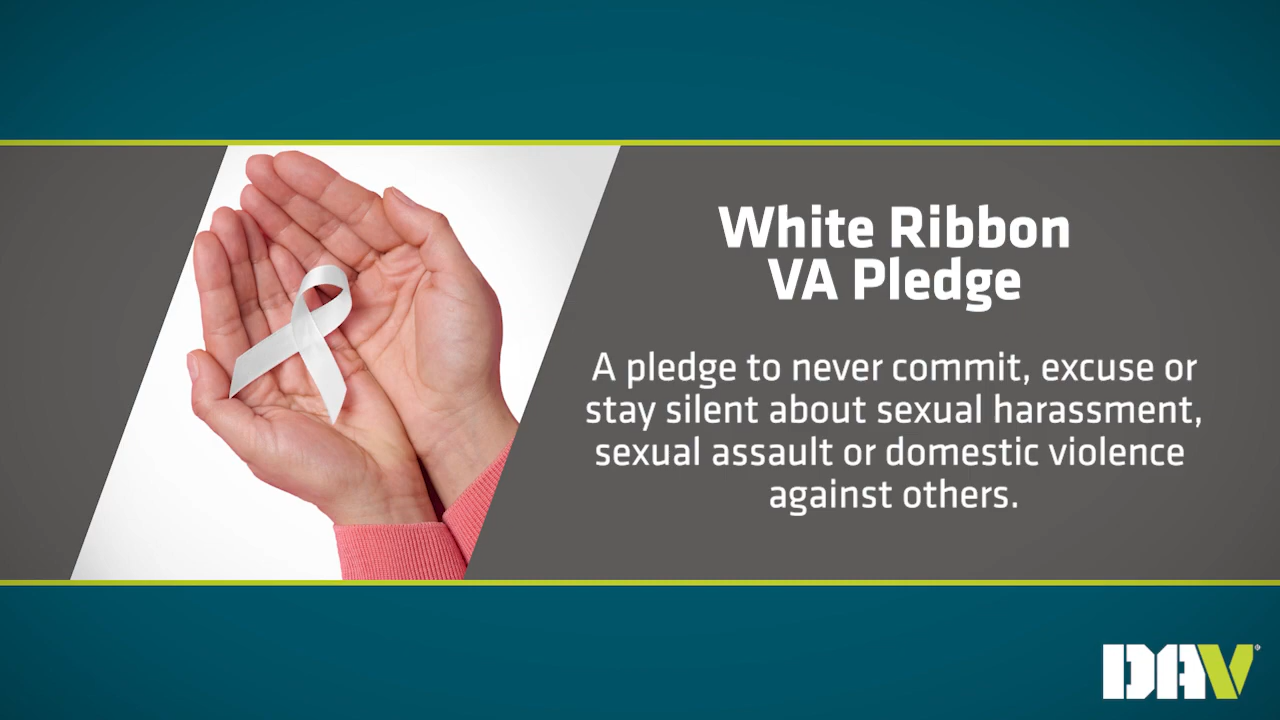 White Ribbon
VA Pledge
A pledge to never commit, excuse or
stay silent about sexual harassment,
sexual assault or domestic violence
against others.
DAV